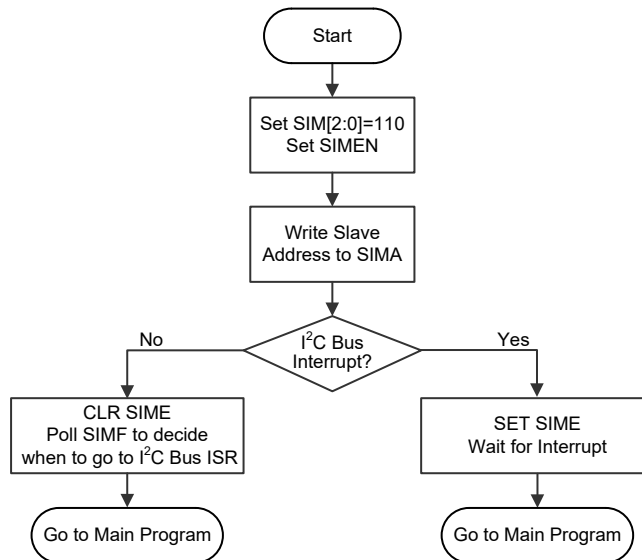 Start
Set SIM[2:0]=110
Set SIMEN
Write Slave
Address to SIMA
I²C Bus
Interrupt?
No
Yes
CLR SIME
Poll SIMF to decide
when to go to I²C Bus ISR
SET SIME
Wait for Interrupt
Go to Main Program
Go to Main Program